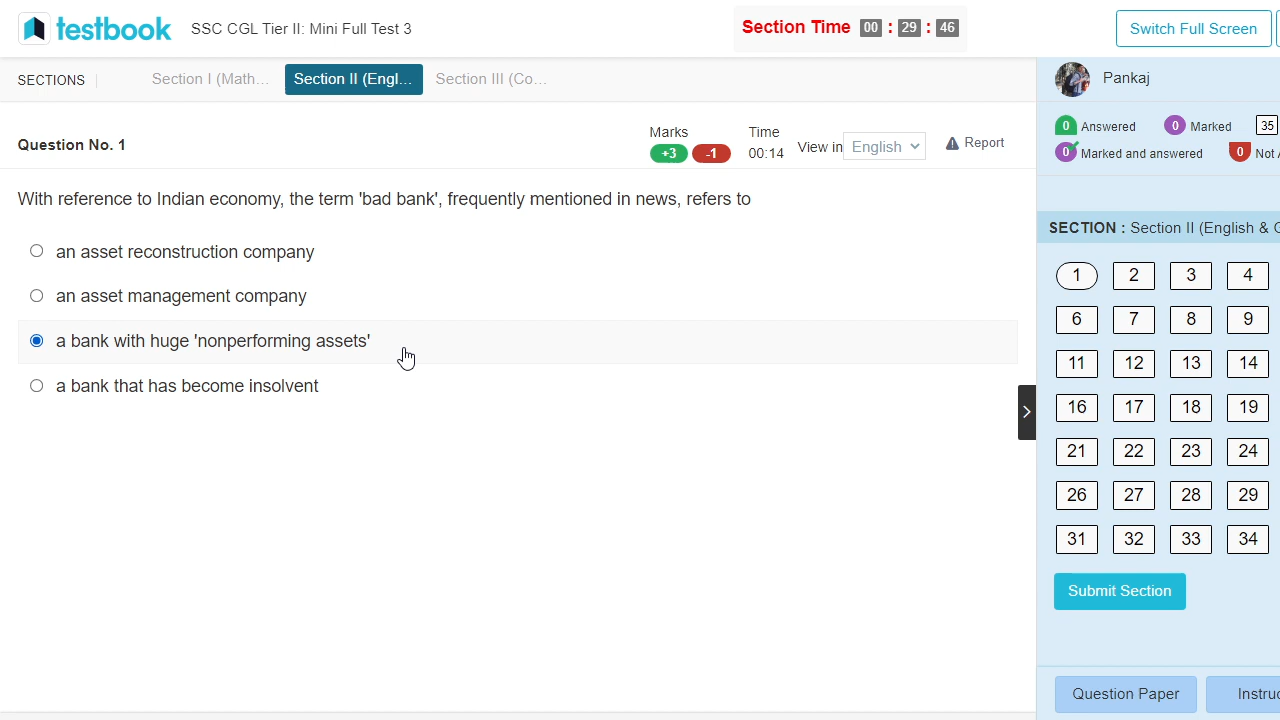 testbook SSC CGL Tier II: Mini Full Test 3 Section Time 00 : 29 : 46 Switch Full Screen
SECTIONS Section I (Math... Section II (Engl... Section III (Co...
Pankaj
Question No. 1
Marks
+3 -1
Time
00:14
View in English
Report
0 Answered 0 Marked 35
0 Marked and answered 0 Not
With reference to Indian economy, the term 'bad bank', frequently mentioned in news, refers to
an asset reconstruction company
an asset management company
a bank with huge 'nonperforming assets'
a bank that has become insolvent
SECTION : Section II (English &
1 2 3 4
6 7 8 9
11 12 13 14
16 17 18 19
21 22 23 24
26 27 28 29
31 32 33 34
Submit Section
Question Paper Instruc